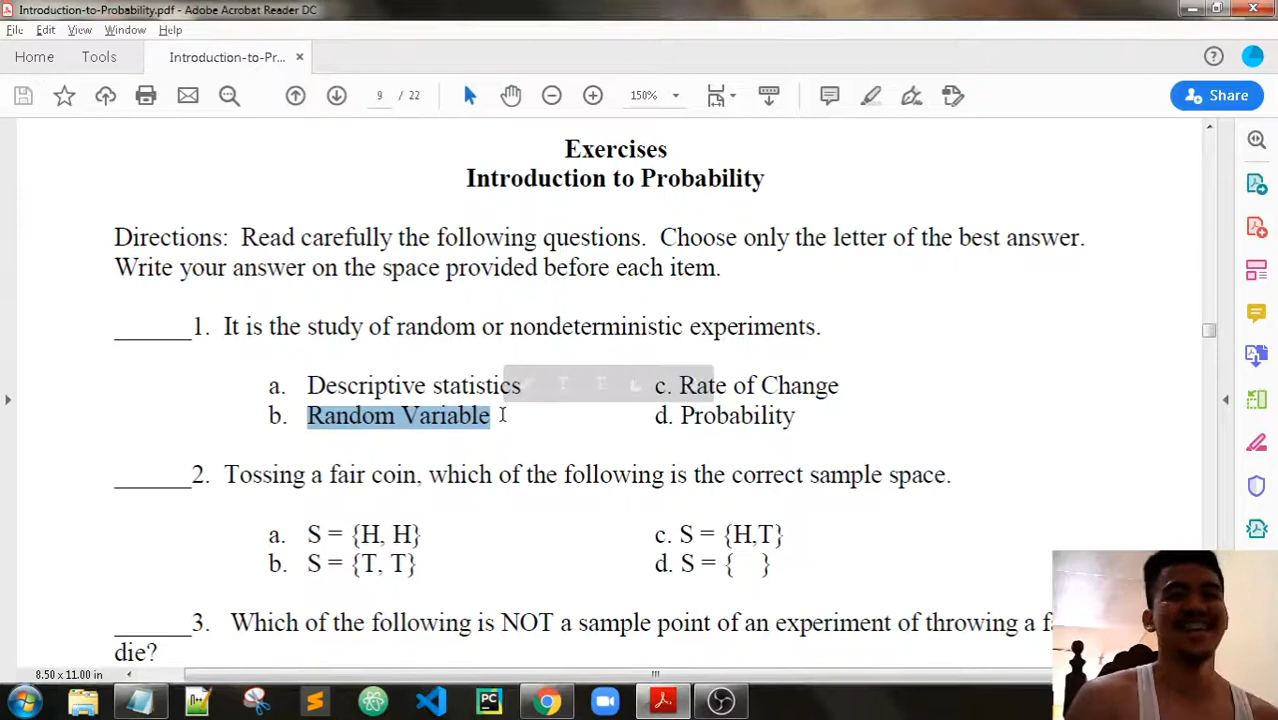 Introduction-to-Probability.pdf - Adobe Acrobat Reader DC
File Edit View Window Help
Home Tools Introduction-to-Pr... ×
9 / 22 150% Share
Exercises
Introduction to Probability
Directions: Read carefully the following questions. Choose only the letter of the best answer.
Write your answer on the space provided before each item.
______1. It is the study of random or nondeterministic experiments.
a. Descriptive statistics c. Rate of Change
b. Random Variable d. Probability
______2. Tossing a fair coin, which of the following is the correct sample space.
a. S = {H, H} c. S = {H,T}
b. S = {T, T} d. S = { }
______3. Which of the following is NOT a sample point of an experiment of throwing a
die?
8.50 x 11.00 in
PC